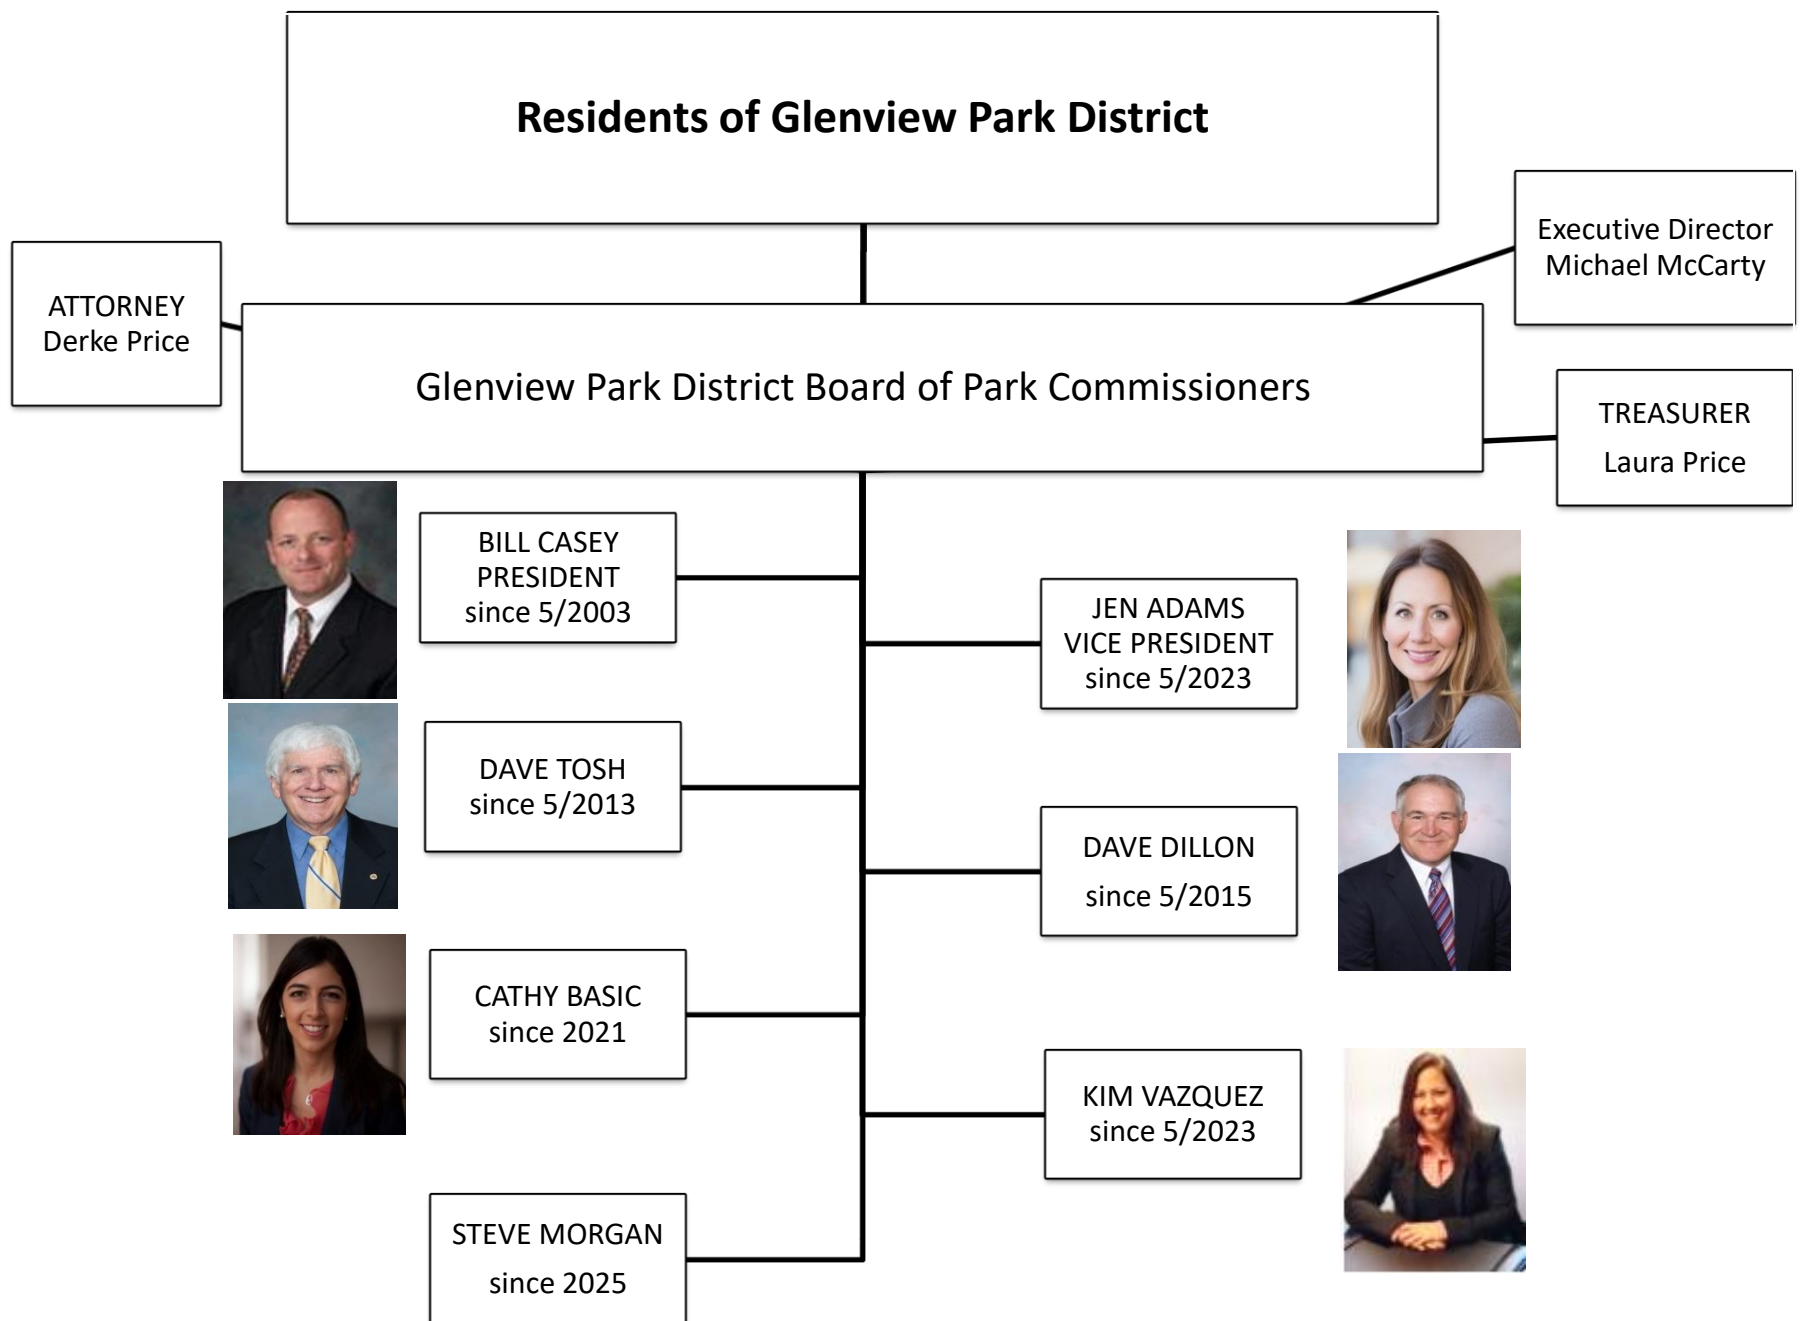 Residents of Glenview Park District
Executive Director
Michael McCarty
ATTORNEY
Derke Price
Glenview Park District Board of Park Commissioners
TREASURER
Laura Price
BILL CASEY
PRESIDENT
since 5/2003
JEN ADAMS
VICE PRESIDENT
since 5/2023
DAVE TOSH
since 5/2013
DAVE DILLON
since 5/2015
CATHY BASIC
since 2021
KIM VAZQUEZ
since 5/2023
STEVE MORGAN
since 2025